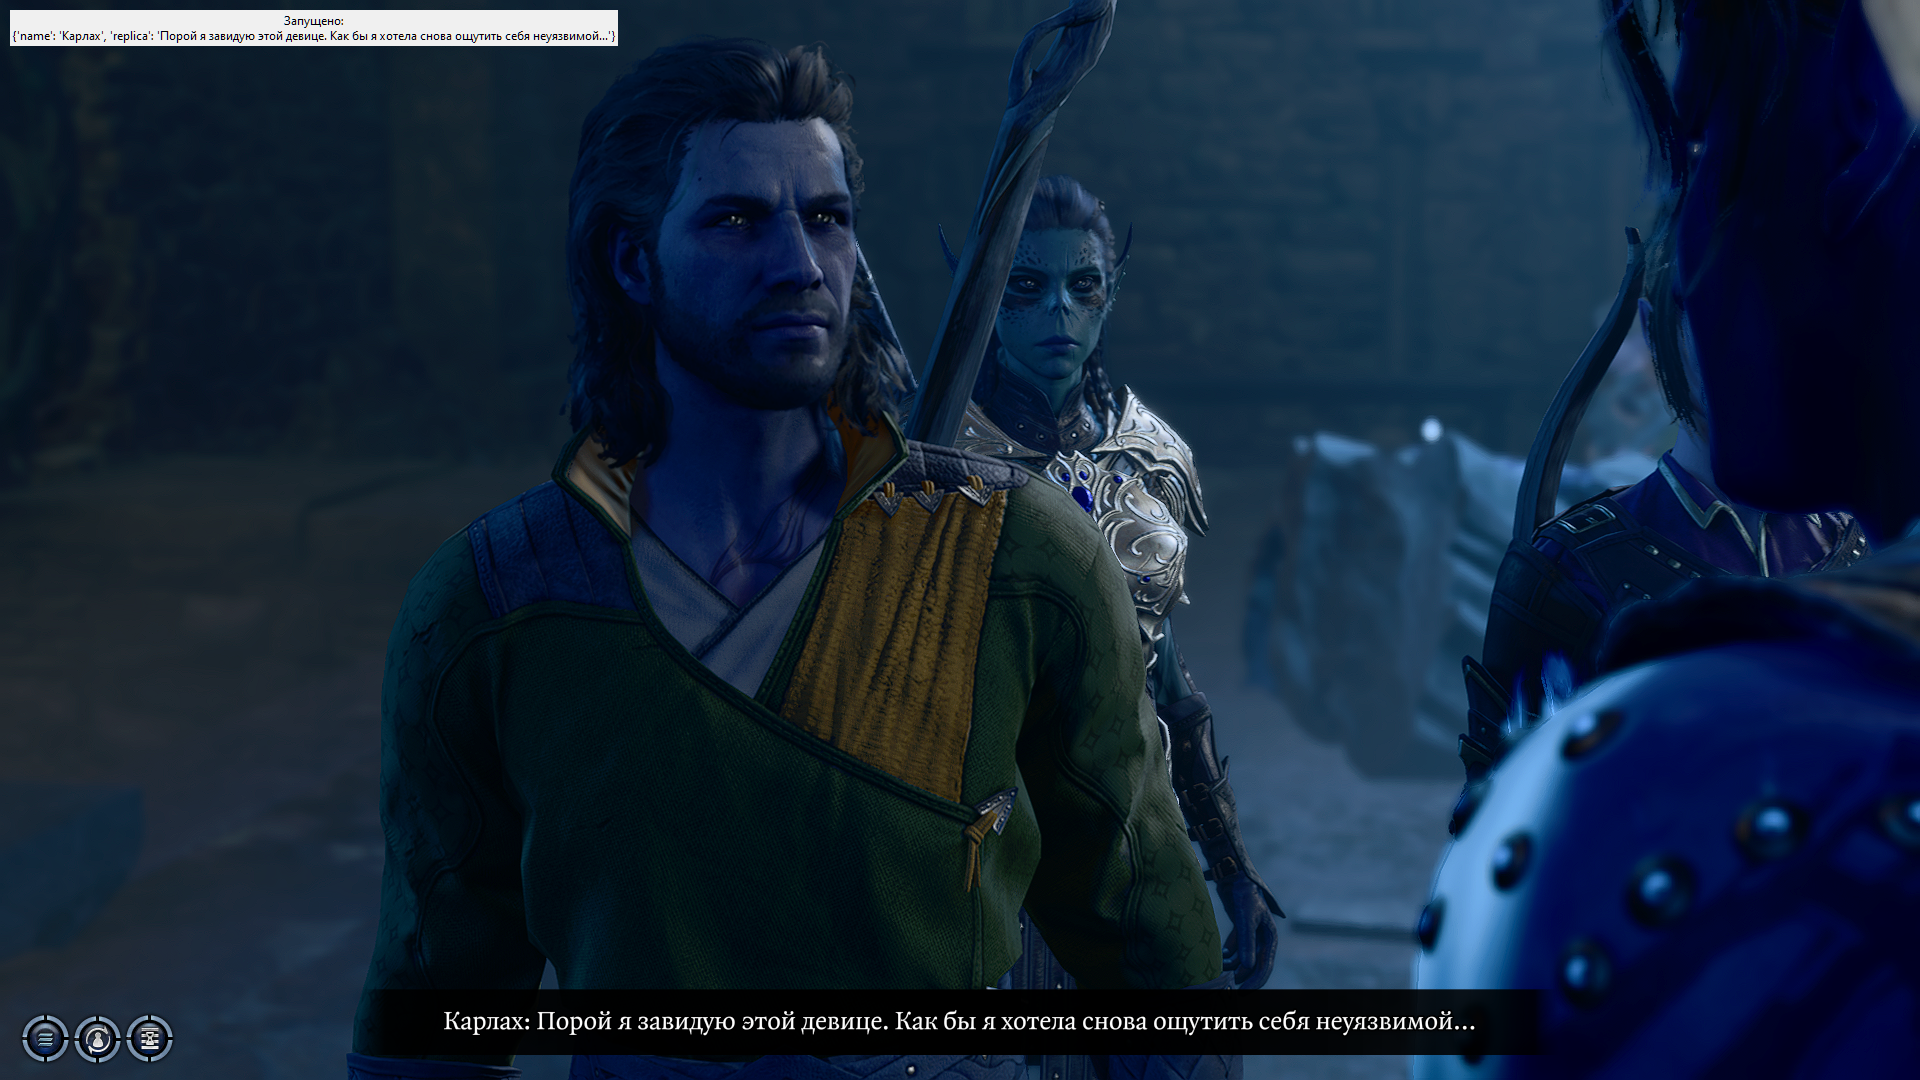 Запущено:
{'name': 'Карлах', 'replica': 'Порой я завидую этой девице. Как бы я хотела снова ощутить себя неуязвимой...'}
Карлах: Порой я завидую этой девице. Как бы я хотела снова ощутить себя неуязвимой...